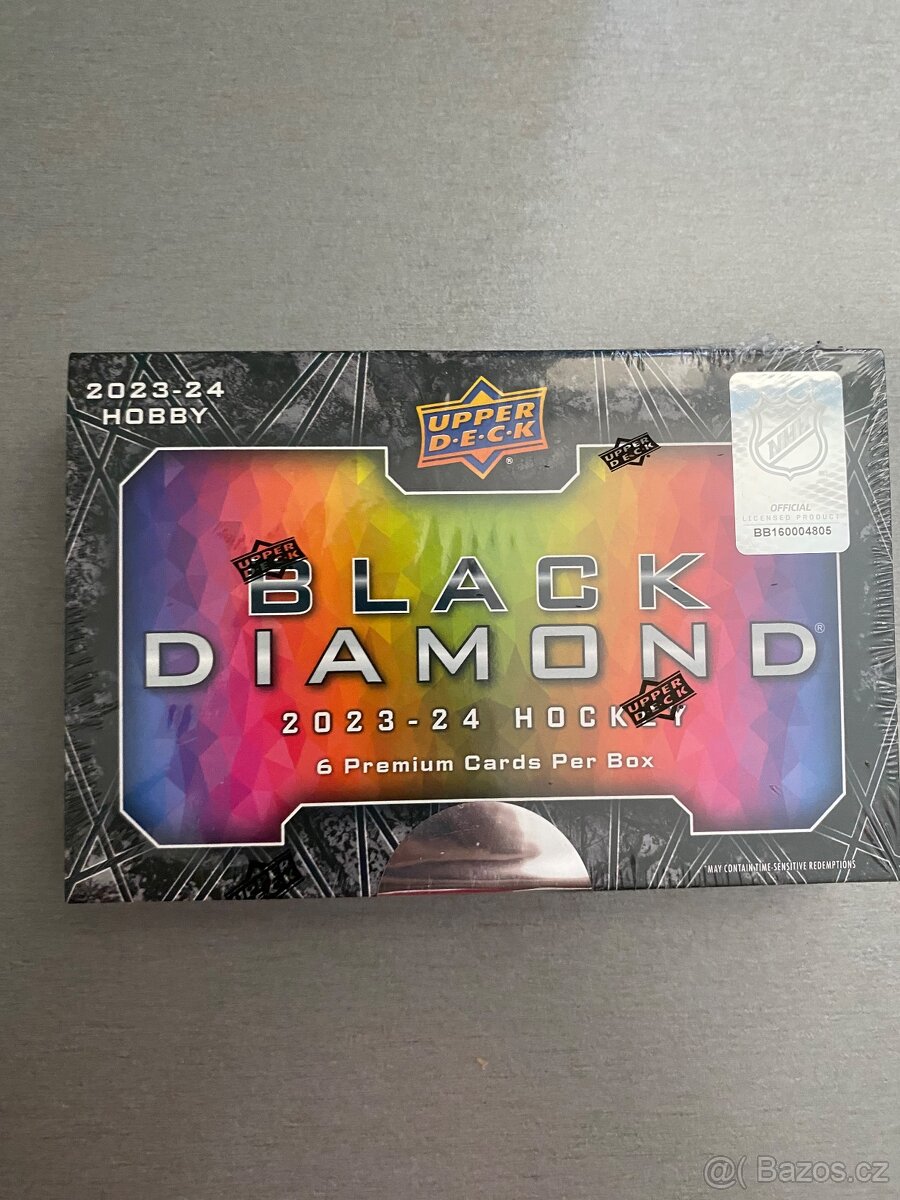 2023-24
HOBBY
UPPER
D·E·C·K
®
UPPER
DECK
NHL
OFFICIAL
LICENSED PRODUCT
BB160004805
UPPER
DECK
BLACK
DIAMOND®
UPPER
DECK
2023-24 HOCKEY
6 Premium Cards Per Box
*MAY CONTAIN TIME-SENSITIVE REDEMPTIONS
@( Bazos.cz